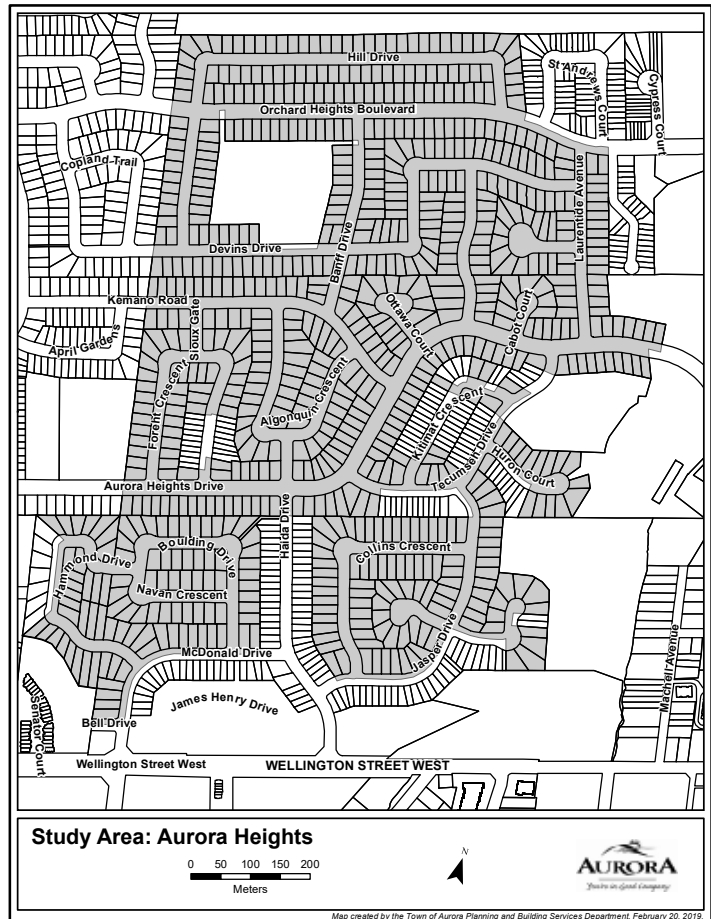 Hill Drive
St Andrews Court
Cypress Court
Orchard Heights Boulevard
Copland Trail
Laurentide Avenue
Devins Drive
Banff Drive
Kemano Road
Sioux Gate
Ottawa Court
Cabot Court
April Gardens
Forent Crescent
Algonquin Crescent
Kitimat Crescent
Tecumseh Drive
Huron Court
Aurora Heights Drive
Haida Drive
Boulding Drive
Collins Crescent
Hammond Drive
Navan Crescent
McDonald Drive
Jasper Drive
Machell Avenue
James Henry Drive
Senator Court
Bell Drive
Wellington Street West
WELLINGTON STREET WEST
Study Area: Aurora Heights
0 50 100 150 200
Meters
N
AURORA
You're in Good Company
Map created by the Town of Aurora Planning and Building Services Department, February 20, 2019.